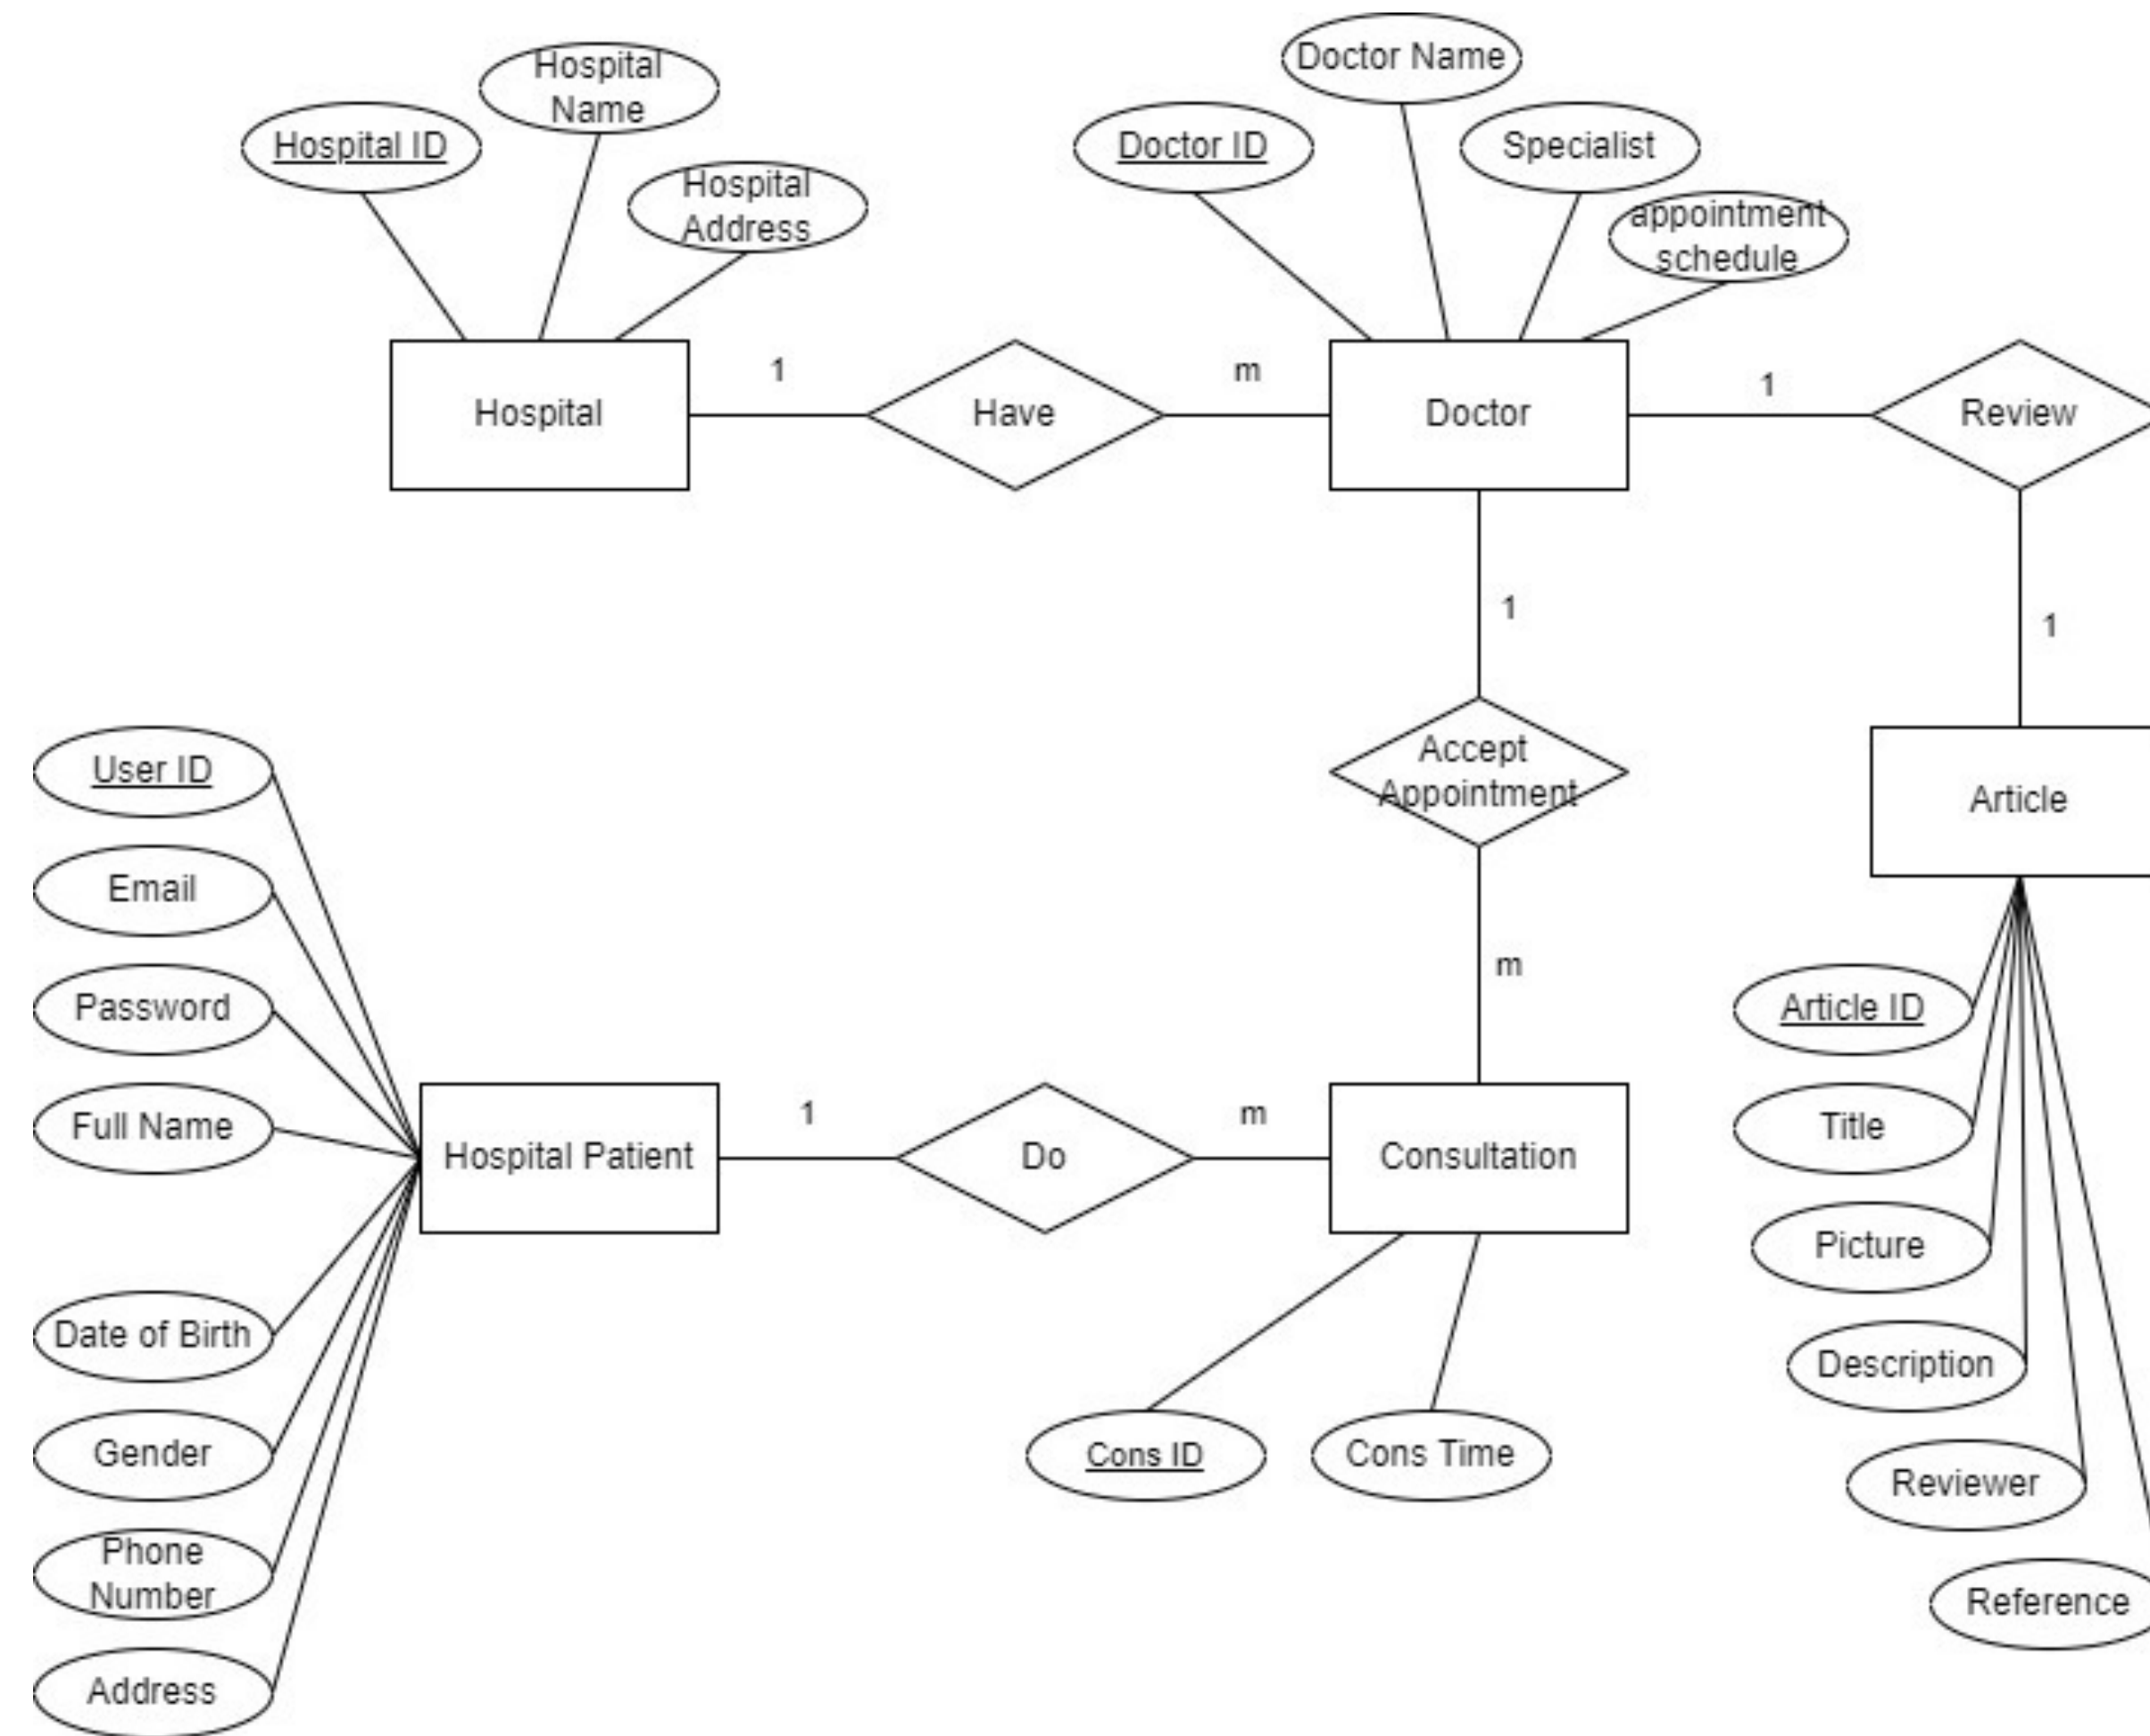 Doctor Name
Hospital
Name
Hospital ID
Doctor ID
Specialist
Hospital
Address
appointment
schedule
1
m
1
Hospital
Have
Doctor
Review
1
1
User ID
Accept
Appointment
Article
Email
m
Password
Article ID
Full Name
1
m
Title
Hospital Patient
Do
Consultation
Picture
Date of Birth
Description
Gender
Cons ID
Cons Time
Reviewer
Phone
Number
Reference
Address